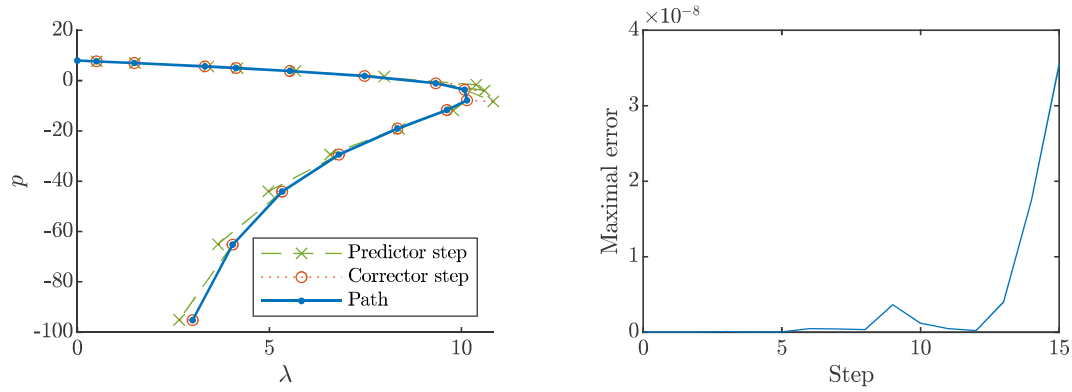 20
0
-20
-40
-60
-80
-100
p
0
5
10
λ
Predictor step
Corrector step
Path
×10−8
4
3
2
1
0
Maximal error
0
5
10
15
Step